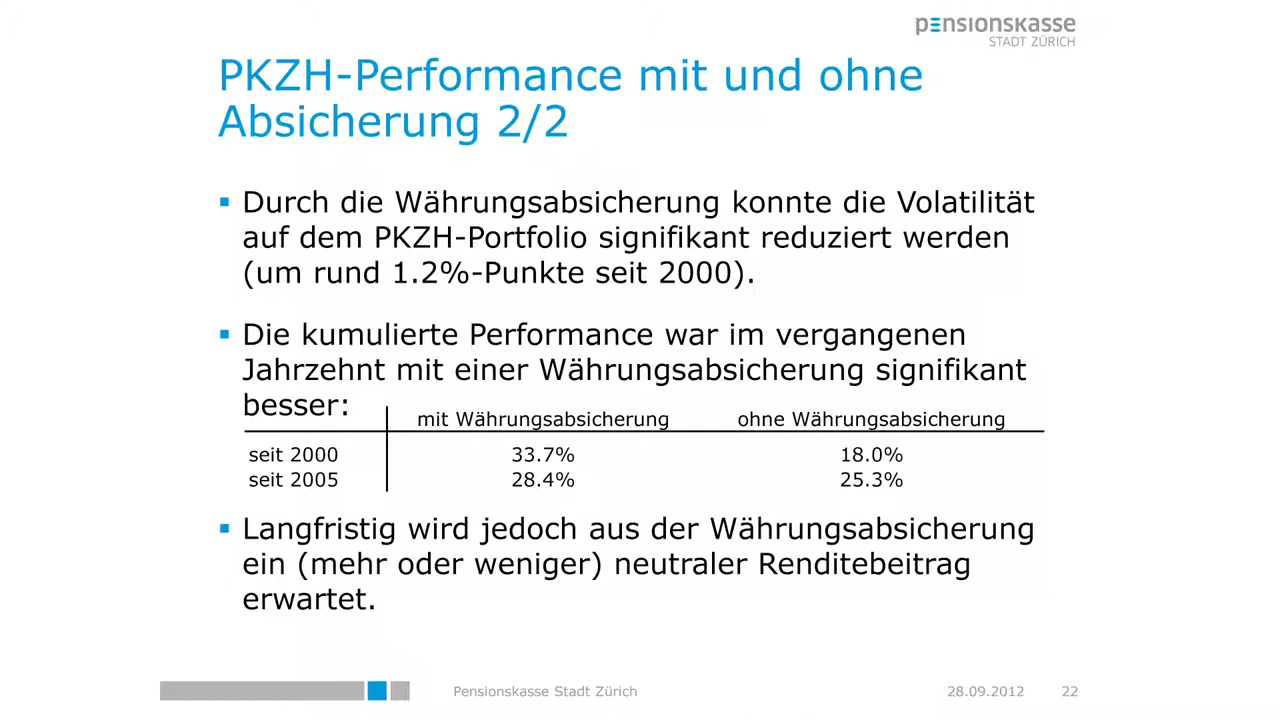 pensionskasse
STADT ZÜRICH
PKZH-Performance mit und ohne
Absicherung 2/2
Durch die Währungsabsicherung konnte die Volatilität
auf dem PKZH-Portfolio signifikant reduziert werden
(um rund 1.2%-Punkte seit 2000).
Die kumulierte Performance war im vergangenen
Jahrzehnt mit einer Währungsabsicherung signifikant
besser:
mit Währungsabsicherung ohne Währungsabsicherung
seit 2000 33.7% 18.0%
seit 2005 28.4% 25.3%
Langfristig wird jedoch aus der Währungsabsicherung
ein (mehr oder weniger) neutraler Renditebeitrag
erwartet.
Pensionskasse Stadt Zürich 28.09.2012 22